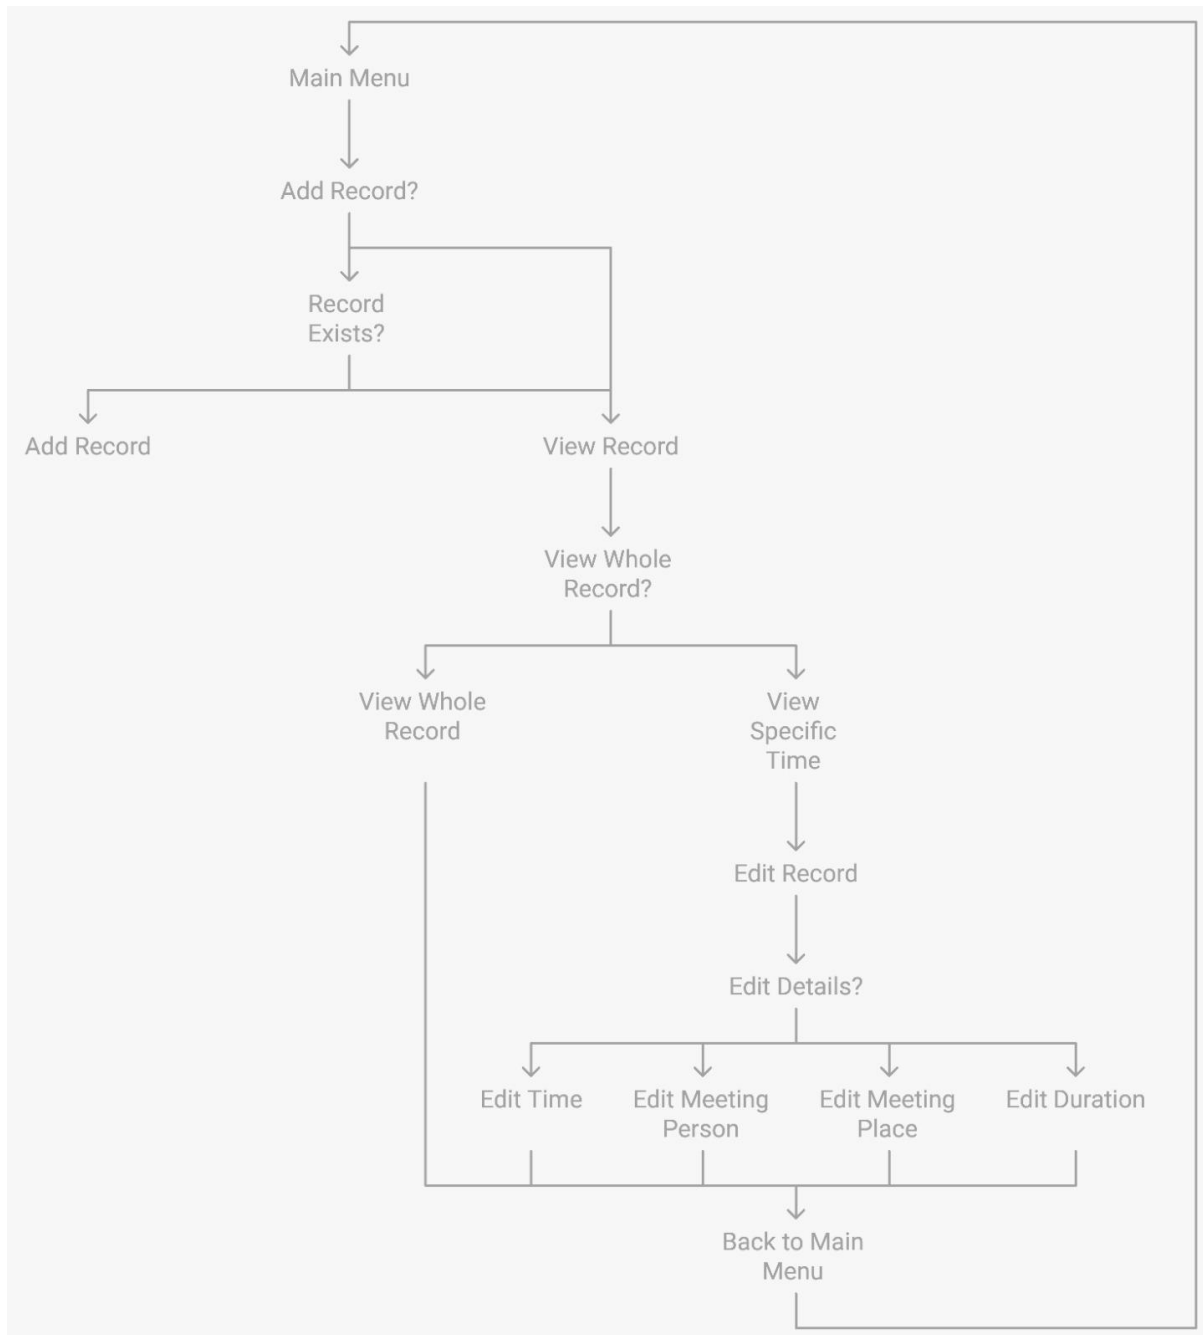 Main Menu
Add Record?
Record
Exists?
Add Record
View Record
View Whole
Record?
View Whole
Record
View
Specific
Time
Edit Record
Edit Details?
Edit Time
Edit Meeting
Person
Edit Meeting
Place
Edit Duration
Back to Main
Menu